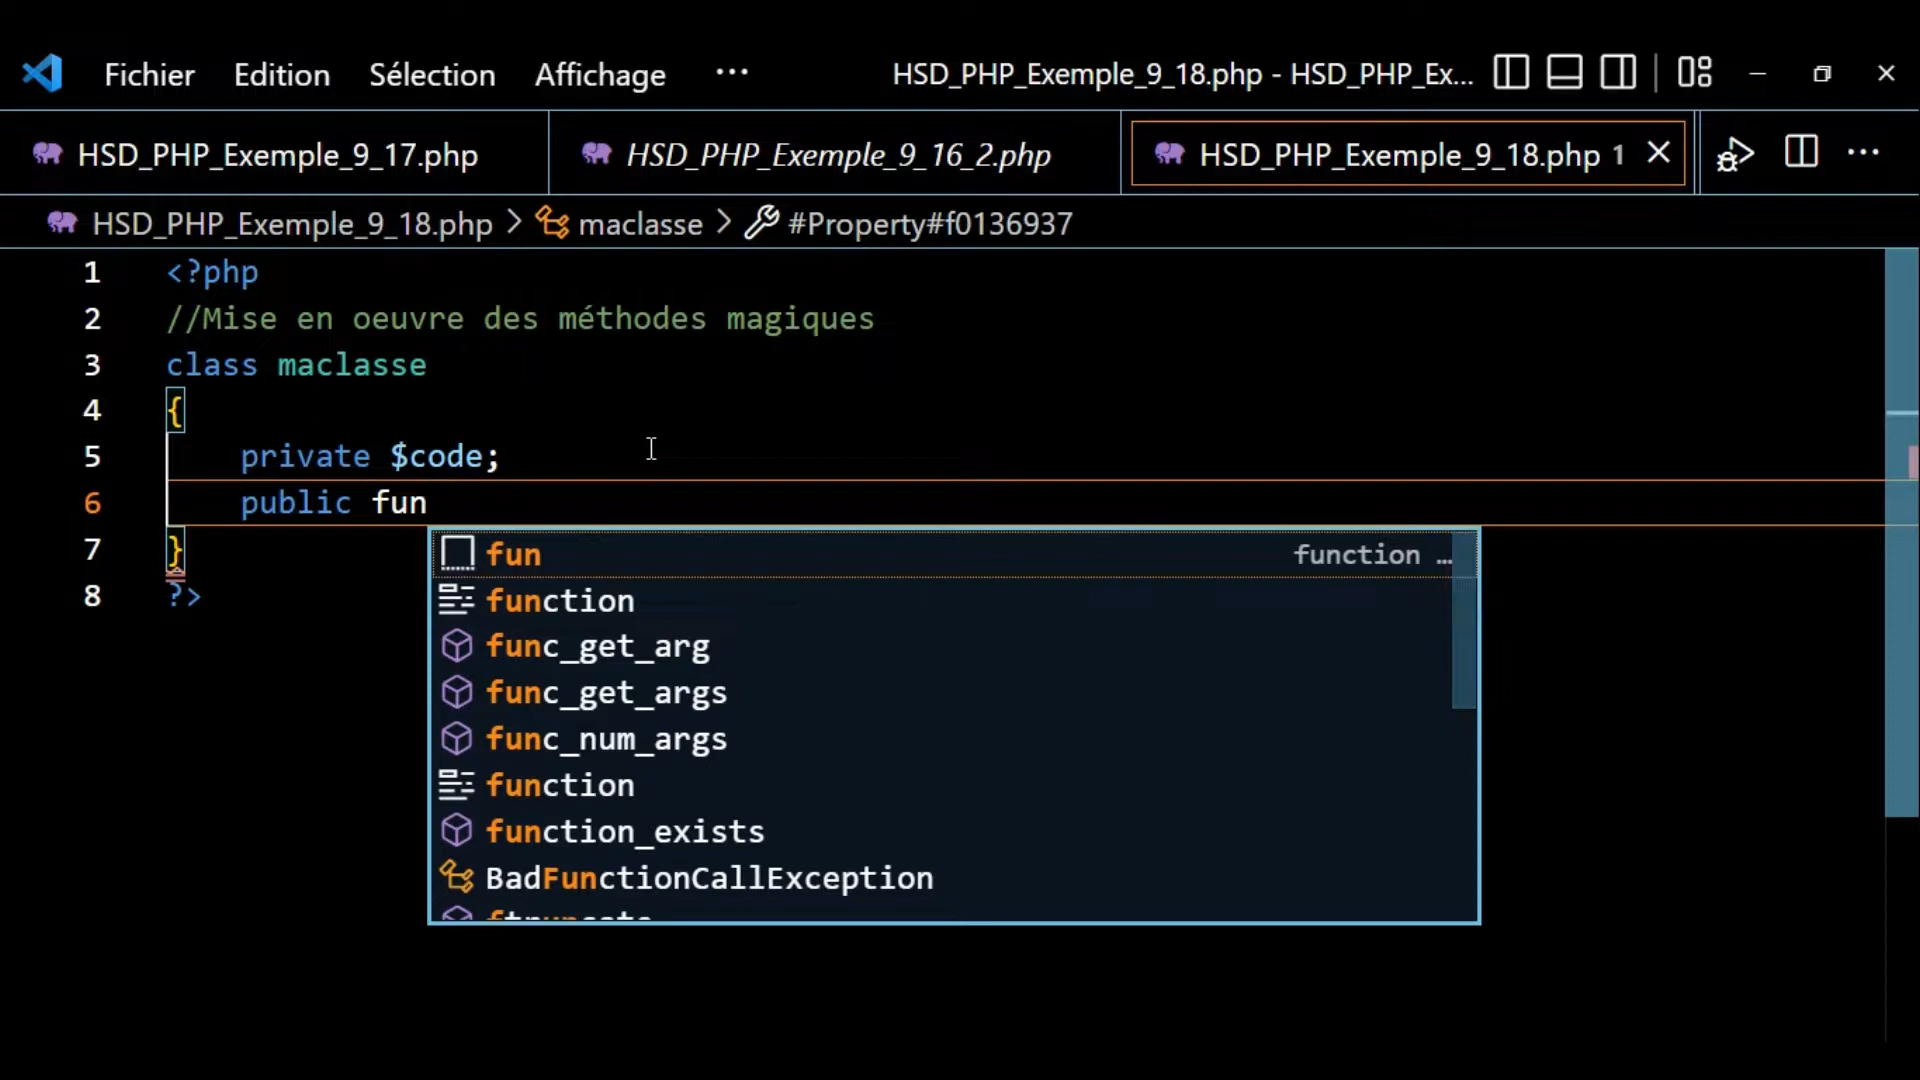 Fichier Edition Sélection Affichage ··· HSD_PHP_Exemple_9_18.php - HSD_PHP_Ex...
HSD_PHP_Exemple_9_17.php HSD_PHP_Exemple_9_16_2.php HSD_PHP_Exemple_9_18.php 1
HSD_PHP_Exemple_9_18.php > maclasse > #Property#f0136937
1 <?php
2 //Mise en oeuvre des méthodes magiques
3 class maclasse
4 {
5 private $code;
6 public fun
7 }
8 ?>
fun function ...
function
func_get_arg
func_get_args
func_num_args
function
function_exists
BadFunctionCallException